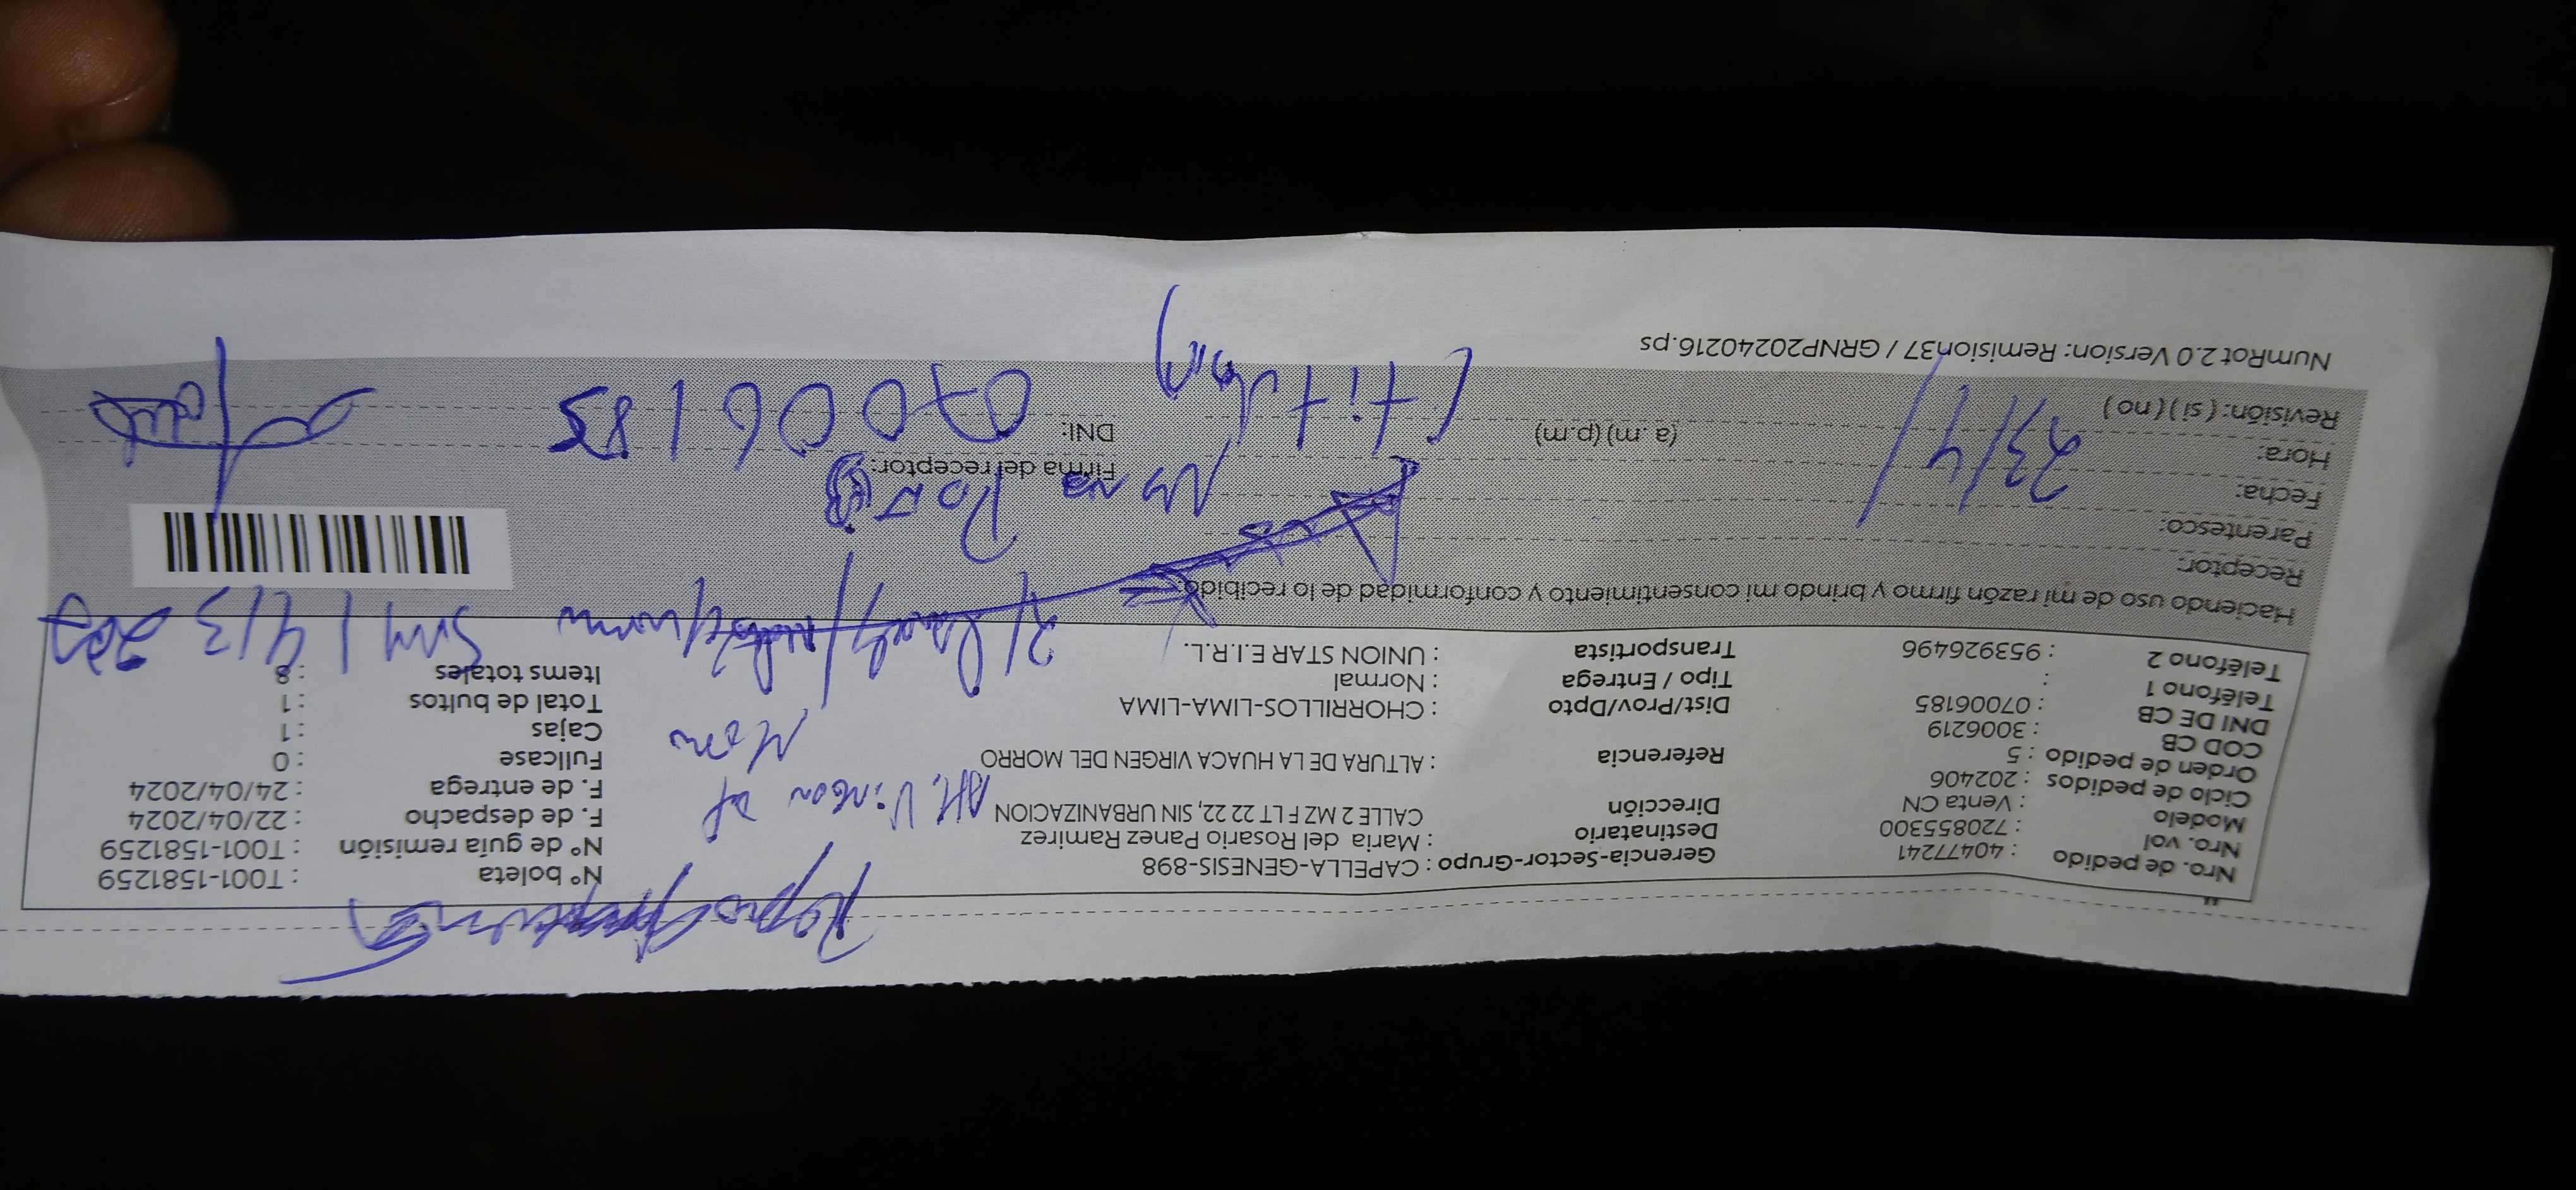 Nro. de pedido : 40477241
Nro. vol : 720855300
Modelo : Venta CN
Ciclo de pedidos : 202406
Orden de pedido : 5
COD CB : 3006219
DNI DE CB : 07006185
Teléfono 1 :
Teléfono 2 : 953926496
Gerencia-Sector-Grupo : CAPELLA-GENESIS-898
Destinatario : Maria del Rosario Panez Ramirez
Dirección CALLE 2 MZ F LT 22 22, SIN URBANIZACION
Referencia : ALTURA DE LA HUACA VIRGEN DEL MORRO
Dist/Prov/Dpto : CHORRILLOS-LIMA-LIMA
Tipo / Entrega : Normal
Transportista : UNION STAR E.I.R.L.
N° boleta : T001-1581259
N° de guía remisión : T001-1581259
F. de despacho : 22/04/2024
F. de entrega : 24/04/2024
Fullcase : 0
Cajas : 1
Total de bultos : 1
Items totales : 8
Haciendo uso de mi razón firmo y brindo mi consentimiento y conformidad de lo recibido.
Receptor:
Parentesco:
Fecha: 23/4/
Hora: (a.m) (p.m)
Revisión: ( si ) ( no )
Firma del receptor:
DNI: 07006185
NumRot 2.0 Version: Remision37 / GRNP20240216.ps